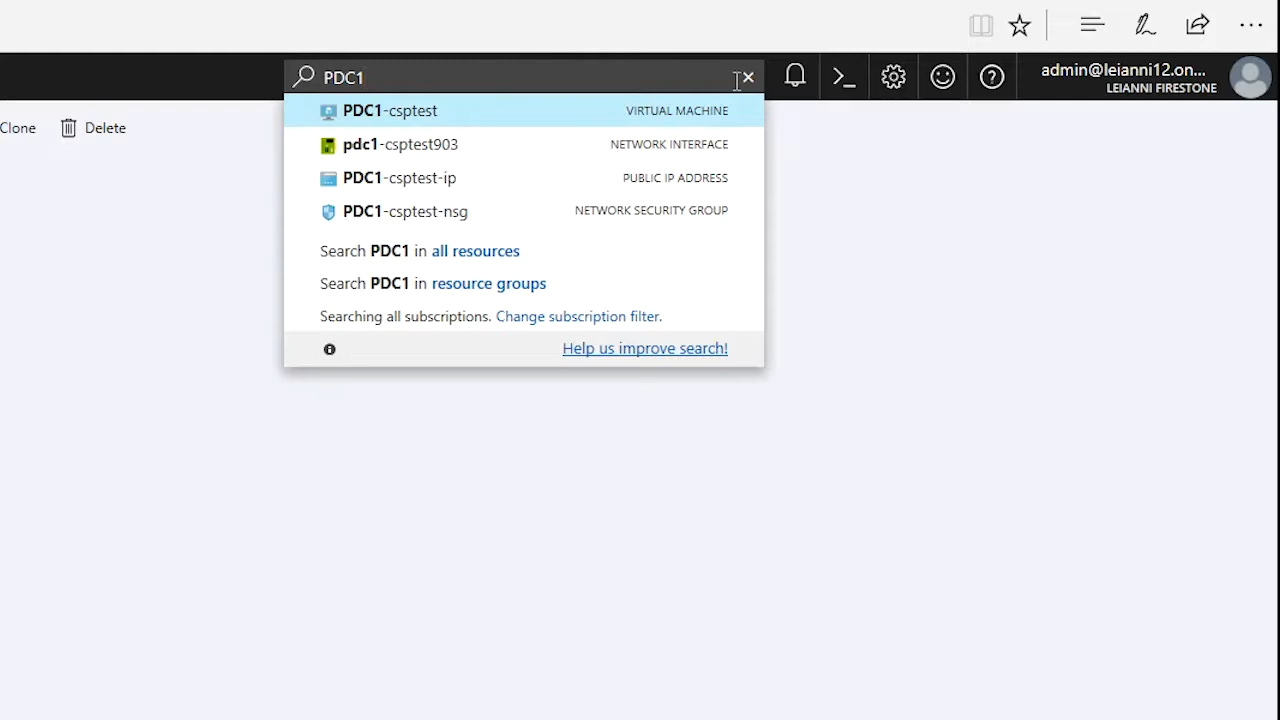 PDC1
admin@leianni12.on...
LEIANNI FIRESTONE
Clone
Delete
PDC1-csptest VIRTUAL MACHINE
pdc1-csptest903 NETWORK INTERFACE
PDC1-csptest-ip PUBLIC IP ADDRESS
PDC1-csptest-nsg NETWORK SECURITY GROUP
Search PDC1 in all resources
Search PDC1 in resource groups
Searching all subscriptions. Change subscription filter.
Help us improve search!